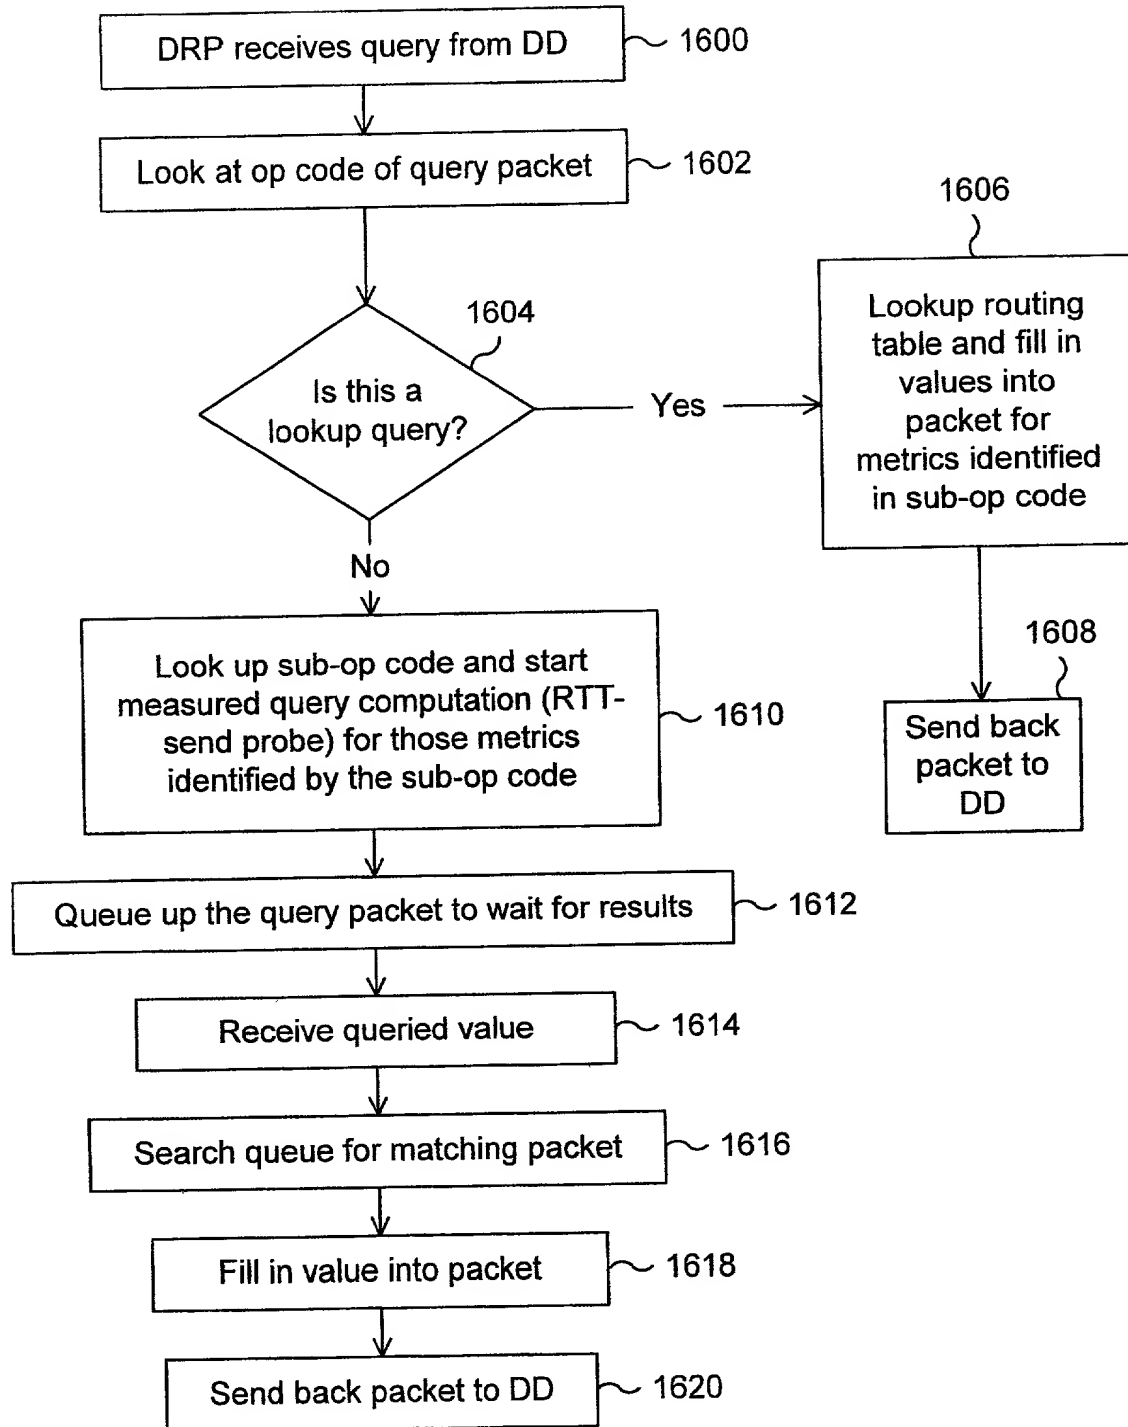 DRP receives query from DD
1600
Look at op code of query packet
1602
1604
Is this a
lookup query?
Yes
1606
Lookup routing
table and fill in
values into
packet for
metrics identified
in sub-op code
1608
Send back
packet to
DD
No
Look up sub-op code and start
measured query computation (RTT-
send probe) for those metrics
identified by the sub-op code
1610
Queue up the query packet to wait for results
1612
Receive queried value
1614
Search queue for matching packet
1616
Fill in value into packet
1618
Send back packet to DD
1620